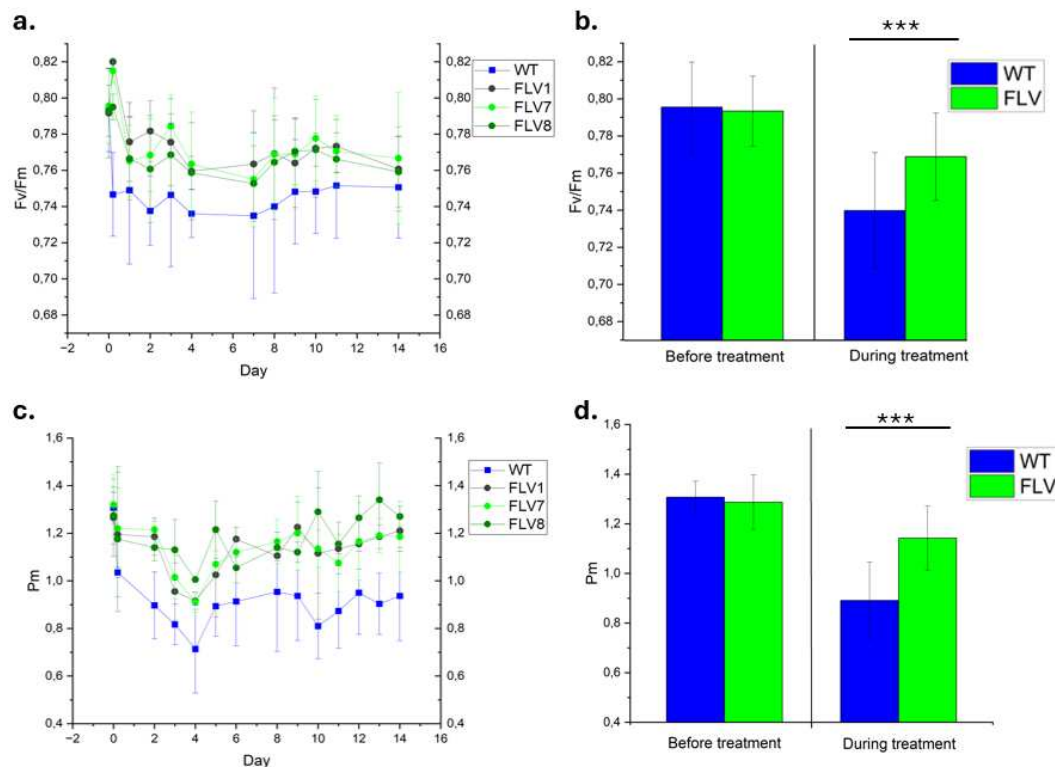 a.
0,82
0,80
0,78
0,76
0,74
0,72
0,70
0,68
Fv/Fm
0,82
0,80
0,78
0,76
0,74
0,72
0,70
0,68
−2 0 2 4 6 8 10 12 14 16
Day
WT
FLV1
FLV7
FLV8
b.
***
0,82
0,80
0,78
0,76
0,74
0,72
0,70
0,68
Fv/Fm
WT
FLV
Before treatment
During treatment
c.
1,6
1,4
1,2
1,0
0,8
0,6
0,4
Pm
1,6
1,4
1,2
1,0
0,8
0,6
0,4
−2 0 2 4 6 8 10 12 14 16
Day
WT
FLV1
FLV7
FLV8
d.
***
1,6
1,4
1,2
1,0
0,8
0,6
0,4
Pm
WT
FLV
Before treatment
During treatment